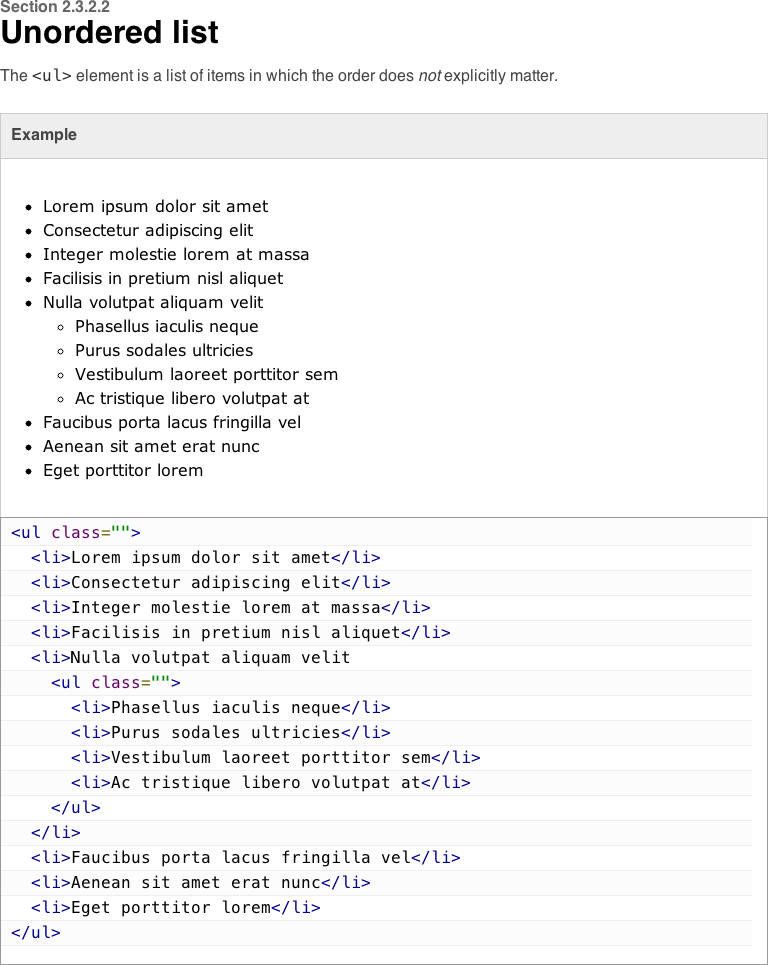 Section 2.3.2.2
Unordered list
The <ul> element is a list of items in which the order does not explicitly matter.
Example
• Lorem ipsum dolor sit amet
• Consectetur adipiscing elit
• Integer molestie lorem at massa
• Facilisis in pretium nisl aliquet
• Nulla volutpat aliquam velit
◦ Phasellus iaculis neque
◦ Purus sodales ultricies
◦ Vestibulum laoreet porttitor sem
◦ Ac tristique libero volutpat at
• Faucibus porta lacus fringilla vel
• Aenean sit amet erat nunc
• Eget porttitor lorem
<ul class="">
  <li>Lorem ipsum dolor sit amet</li>
  <li>Consectetur adipiscing elit</li>
  <li>Integer molestie lorem at massa</li>
  <li>Facilisis in pretium nisl aliquet</li>
  <li>Nulla volutpat aliquam velit
    <ul class="">
      <li>Phasellus iaculis neque</li>
      <li>Purus sodales ultricies</li>
      <li>Vestibulum laoreet porttitor sem</li>
      <li>Ac tristique libero volutpat at</li>
    </ul>
  </li>
  <li>Faucibus porta lacus fringilla vel</li>
  <li>Aenean sit amet erat nunc</li>
  <li>Eget porttitor lorem</li>
</ul>